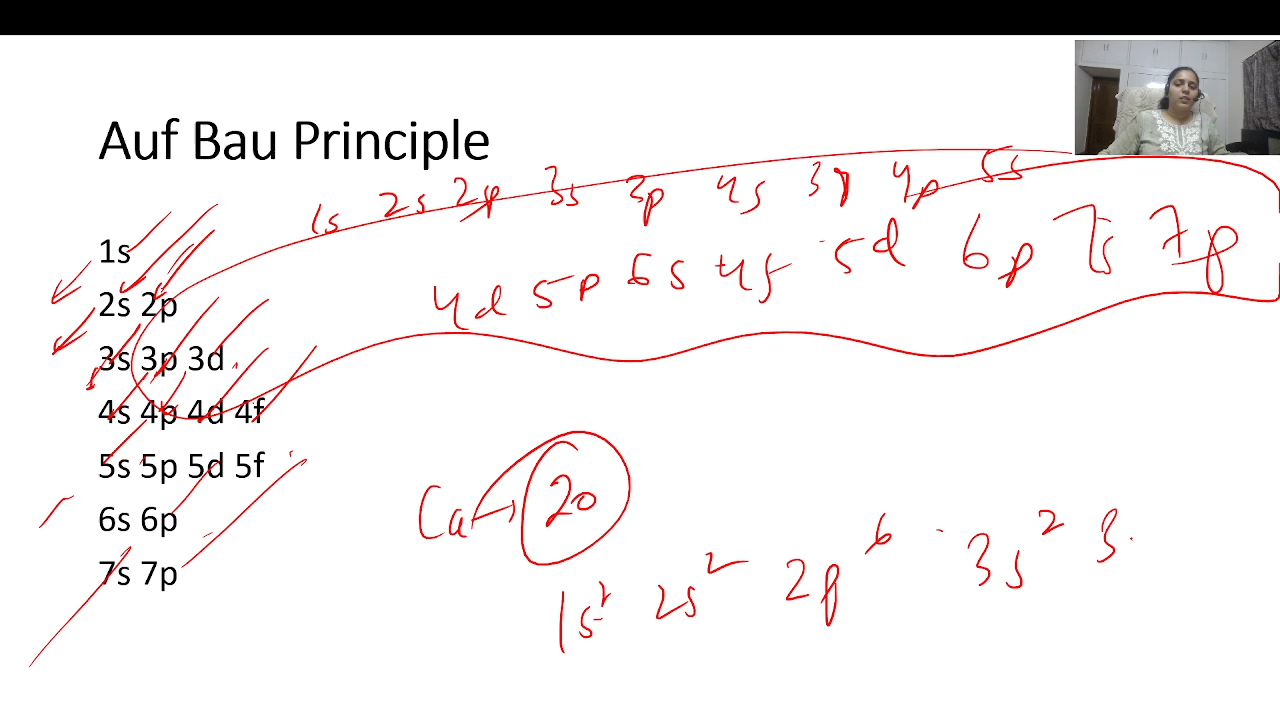 Auf Bau Principle
1s 2s 2p 3s 3p 4s 3p 4p 5s
4d 5p 6s 4f 5d 6p 7s 7p
1s
2s 2p
3s 3p 3d
4s 4p 4d 4f
5s 5p 5d 5f
6s 6p
7s 7p
Ca → 20
1s² 2s² 2p⁶ 3s² 3